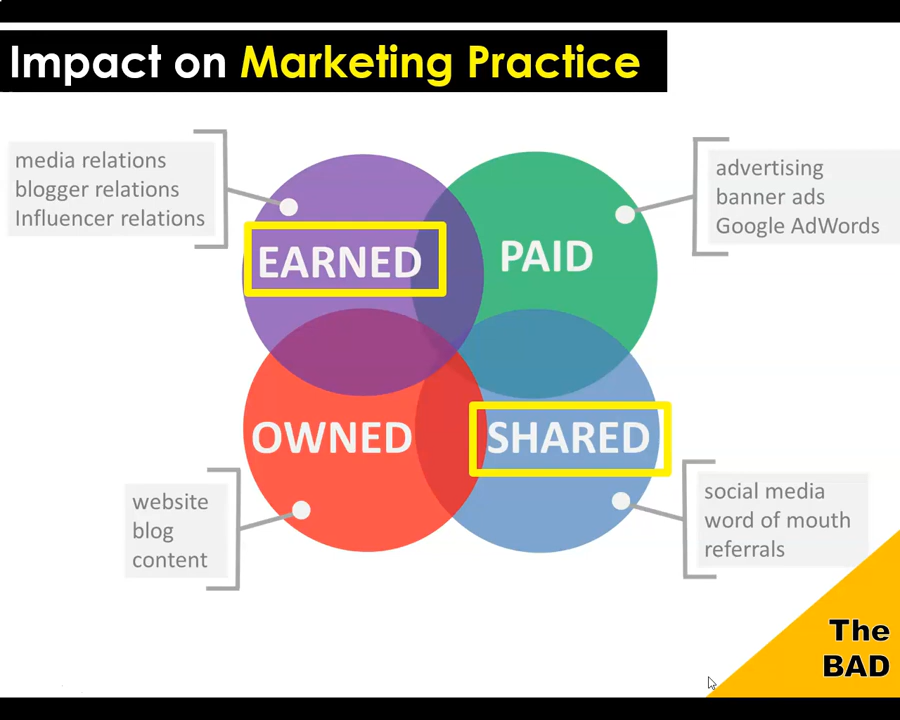 Impact on Marketing Practice
media relations
blogger relations
Influencer relations
EARNED
PAID
advertising
banner ads
Google AdWords
OWNED
website
blog
content
SHARED
social media
word of mouth
referrals
The
BAD